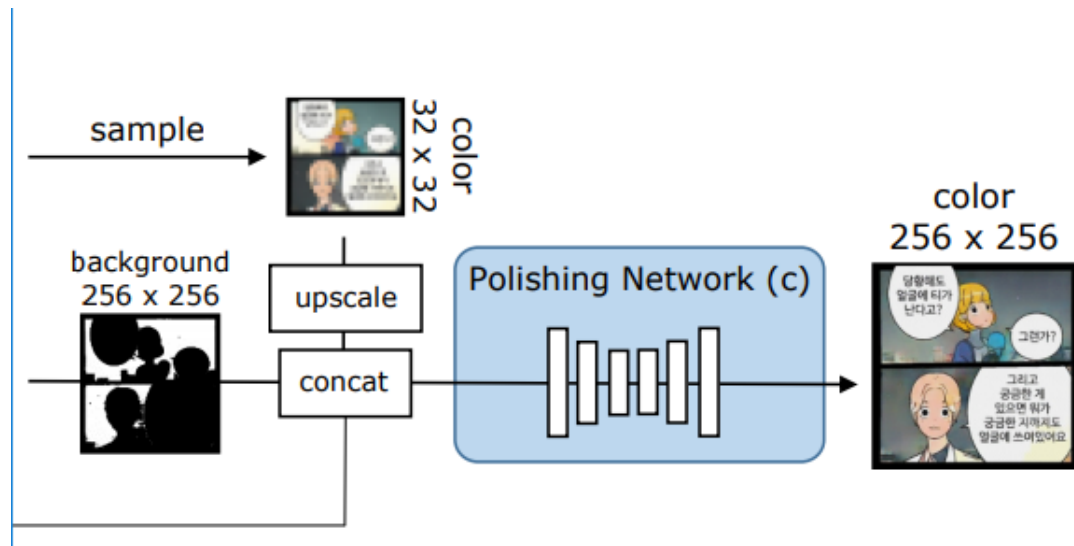 sample
32 x 32
color
background
256 x 256
upscale
concat
Polishing Network (c)
color
256 x 256
당황해도
얼굴에 티가
난다고?
그런가?
그리고
궁금한 게
있으면 뭐가
궁금한 지까지도
얼굴에 쓰여있어요